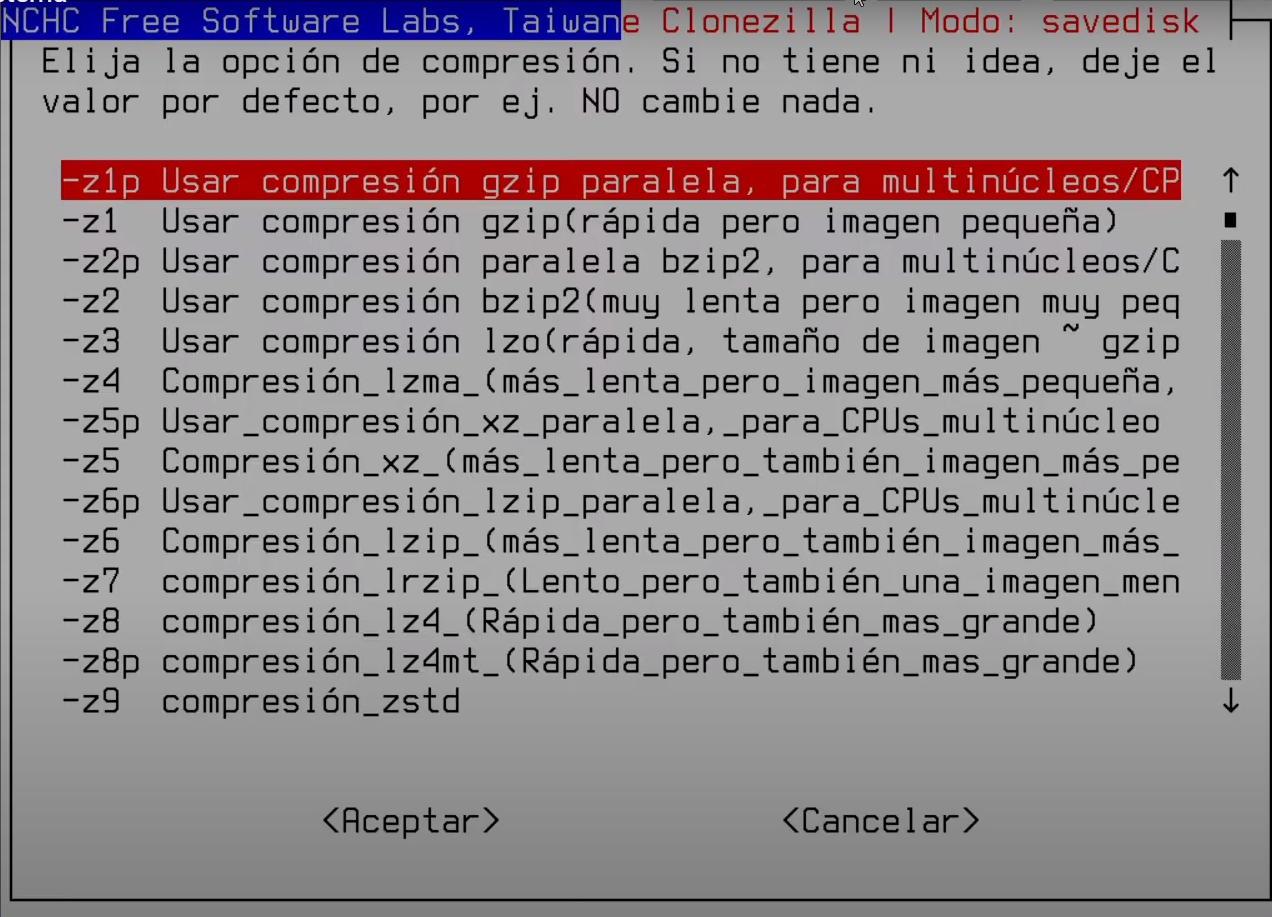 NCHC Free Software Labs, Taiwane Clonezilla | Modo: savedisk
Elija la opción de compresión. Si no tiene ni idea, deje el
valor por defecto, por ej. NO cambie nada.
-z1p Usar compresión gzip paralela, para multinúcleos/CP
-z1 Usar compresión gzip(rápida pero imagen pequeña)
-z2p Usar compresión paralela bzip2, para multinúcleos/C
-z2 Usar compresión bzip2(muy lenta pero imagen muy peq
-z3 Usar compresión lzo(rápida, tamaño de imagen ~ gzip
-z4 Compresión_lzma_(más_lenta_pero_imagen_más_pequeña,
-z5p Usar_compresión_xz_paralela,_para_CPUs_multinúcleo
-z5 Compresión_xz_(más_lenta_pero_también_imagen_más_pe
-z6p Usar_compresión_lzip_paralela,_para_CPUs_multinúcle
-z6 Compresión_lzip_(más_lenta_pero_también_imagen_más_
-z7 compresión_lrzip_(Lento_pero_también_una_imagen_men
-z8 compresión_lz4_(Rápida_pero_también_mas_grande)
-z8p compresión_lz4mt_(Rápida_pero_también_mas_grande)
-z9 compresión_zstd
<Aceptar> <Cancelar>